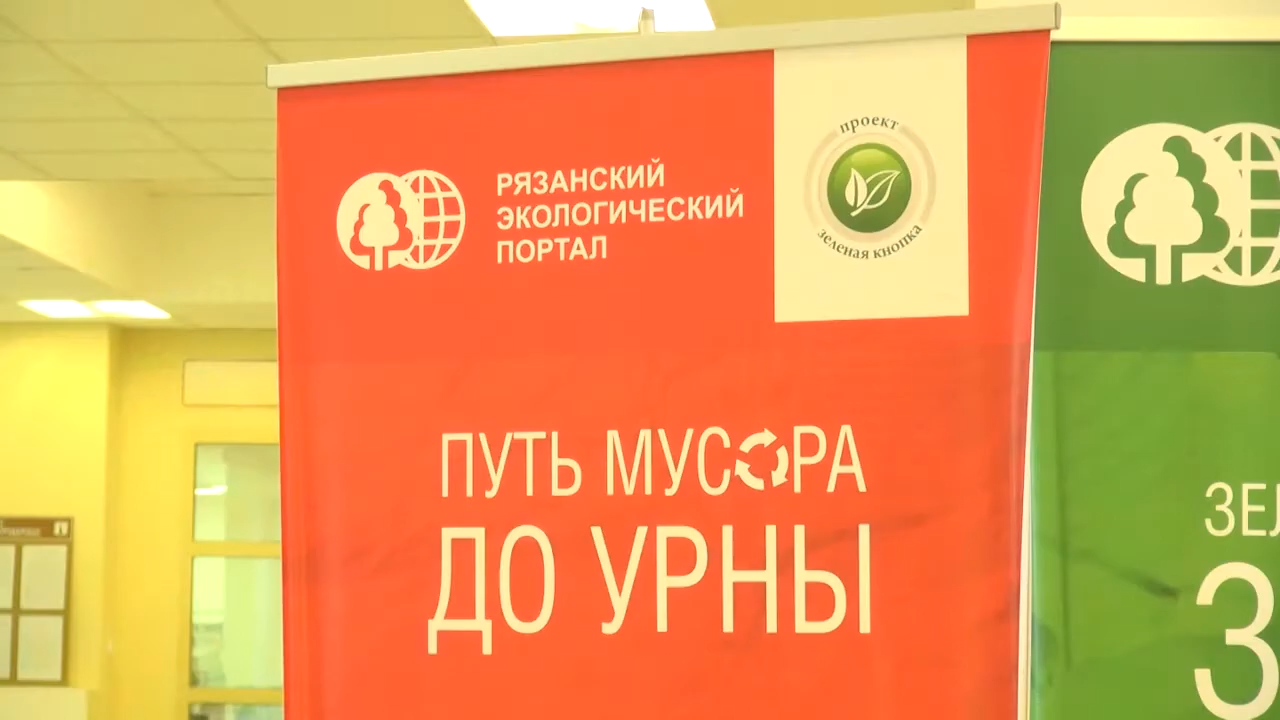 РЯЗАНСКИЙ
ЭКОЛОГИЧЕСКИЙ
ПОРТАЛ
проект
зеленая кнопка
ПУТЬ МУСОРА
ДО УРНЫ